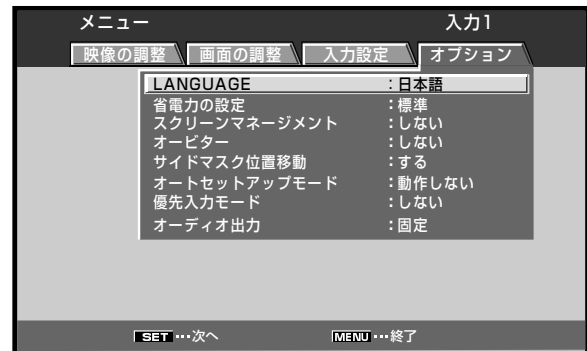 メニュー 入力1
映像の調整 画面の調整 入力設定 オプション
LANGUAGE :日本語
省電力の設定 :標準
スクリーンマネージメント :しない
オービター :しない
サイドマスク位置移動 :する
オートセットアップモード :動作しない
優先入力モード :しない
オーディオ出力 :固定
SET …次へ MENU …終了